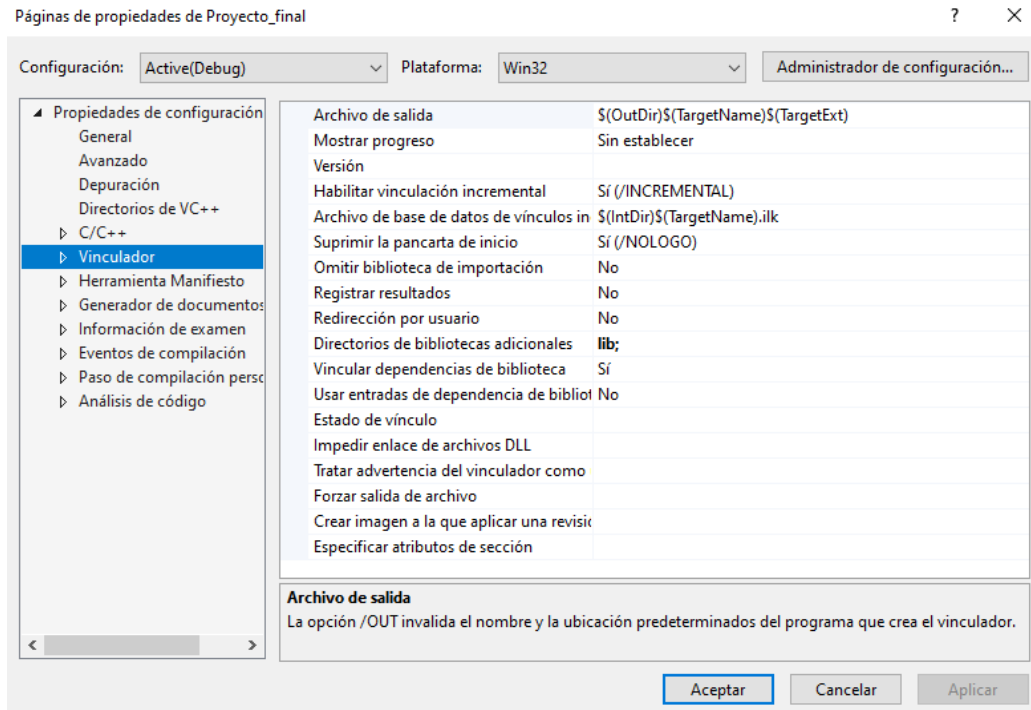 Páginas de propiedades de Proyecto_final ? ×
Configuración: Active(Debug) Plataforma: Win32 Administrador de configuración...
Propiedades de configuración
General
Avanzado
Depuración
Directorios de VC++
C/C++
Vinculador
Herramienta Manifiesto
Generador de documentos
Información de examen
Eventos de compilación
Paso de compilación perso
Análisis de código
Archivo de salida $(OutDir)$(TargetName)$(TargetExt)
Mostrar progreso Sin establecer
Versión
Habilitar vinculación incremental Sí (/INCREMENTAL)
Archivo de base de datos de vínculos in $(IntDir)$(TargetName).ilk
Suprimir la pancarta de inicio Sí (/NOLOGO)
Omitir biblioteca de importación No
Registrar resultados No
Redirección por usuario No
Directorios de bibliotecas adicionales lib;
Vincular dependencias de biblioteca Sí
Usar entradas de dependencia de bibliot No
Estado de vínculo
Impedir enlace de archivos DLL
Tratar advertencia del vinculador como
Forzar salida de archivo
Crear imagen a la que aplicar una revisió
Especificar atributos de sección
Archivo de salida
La opción /OUT invalida el nombre y la ubicación predeterminados del programa que crea el vinculador.
Aceptar Cancelar Aplicar